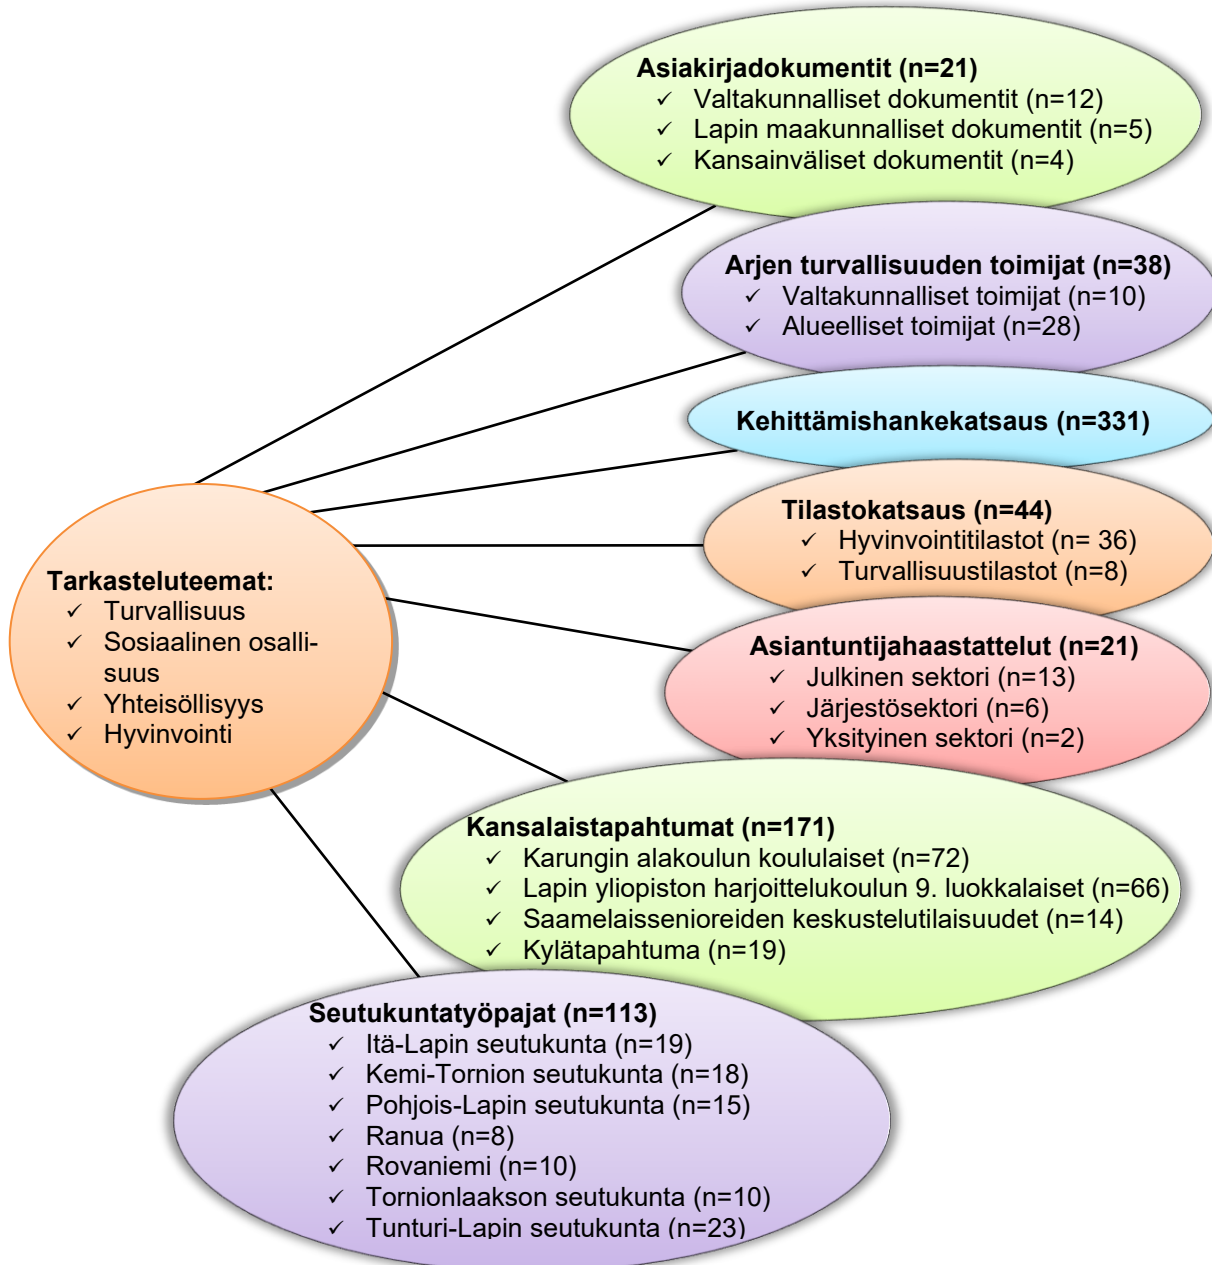 Asiakirjadokumentit (n=21)
✓ Valtakunnalliset dokumentit (n=12)
✓ Lapin maakunnalliset dokumentit (n=5)
✓ Kansainväliset dokumentit (n=4)
Arjen turvallisuuden toimijat (n=38)
✓ Valtakunnalliset toimijat (n=10)
✓ Alueelliset toimijat (n=28)
Kehittämishankekatsaus (n=331)
Tilastokatsaus (n=44)
✓ Hyvinvointitilastot (n= 36)
✓ Turvallisuustilastot (n=8)
Tarkasteluteemat:
✓ Turvallisuus
✓ Sosiaalinen osalli-
suus
✓ Yhteisöllisyys
✓ Hyvinvointi
Asiantuntijahaastattelut (n=21)
✓ Julkinen sektori (n=13)
✓ Järjestösektori (n=6)
✓ Yksityinen sektori (n=2)
Kansalaistapahtumat (n=171)
✓ Karungin alakoulun koululaiset (n=72)
✓ Lapin yliopiston harjoittelukoulun 9. luokkalaiset (n=66)
✓ Saamelaissenioreiden keskustelutilaisuudet (n=14)
✓ Kylätapahtuma (n=19)
Seutukuntatyöpajat (n=113)
✓ Itä-Lapin seutukunta (n=19)
✓ Kemi-Tornion seutukunta (n=18)
✓ Pohjois-Lapin seutukunta (n=15)
✓ Ranua (n=8)
✓ Rovaniemi (n=10)
✓ Tornionlaakson seutukunta (n=10)
✓ Tunturi-Lapin seutukunta (n=23)